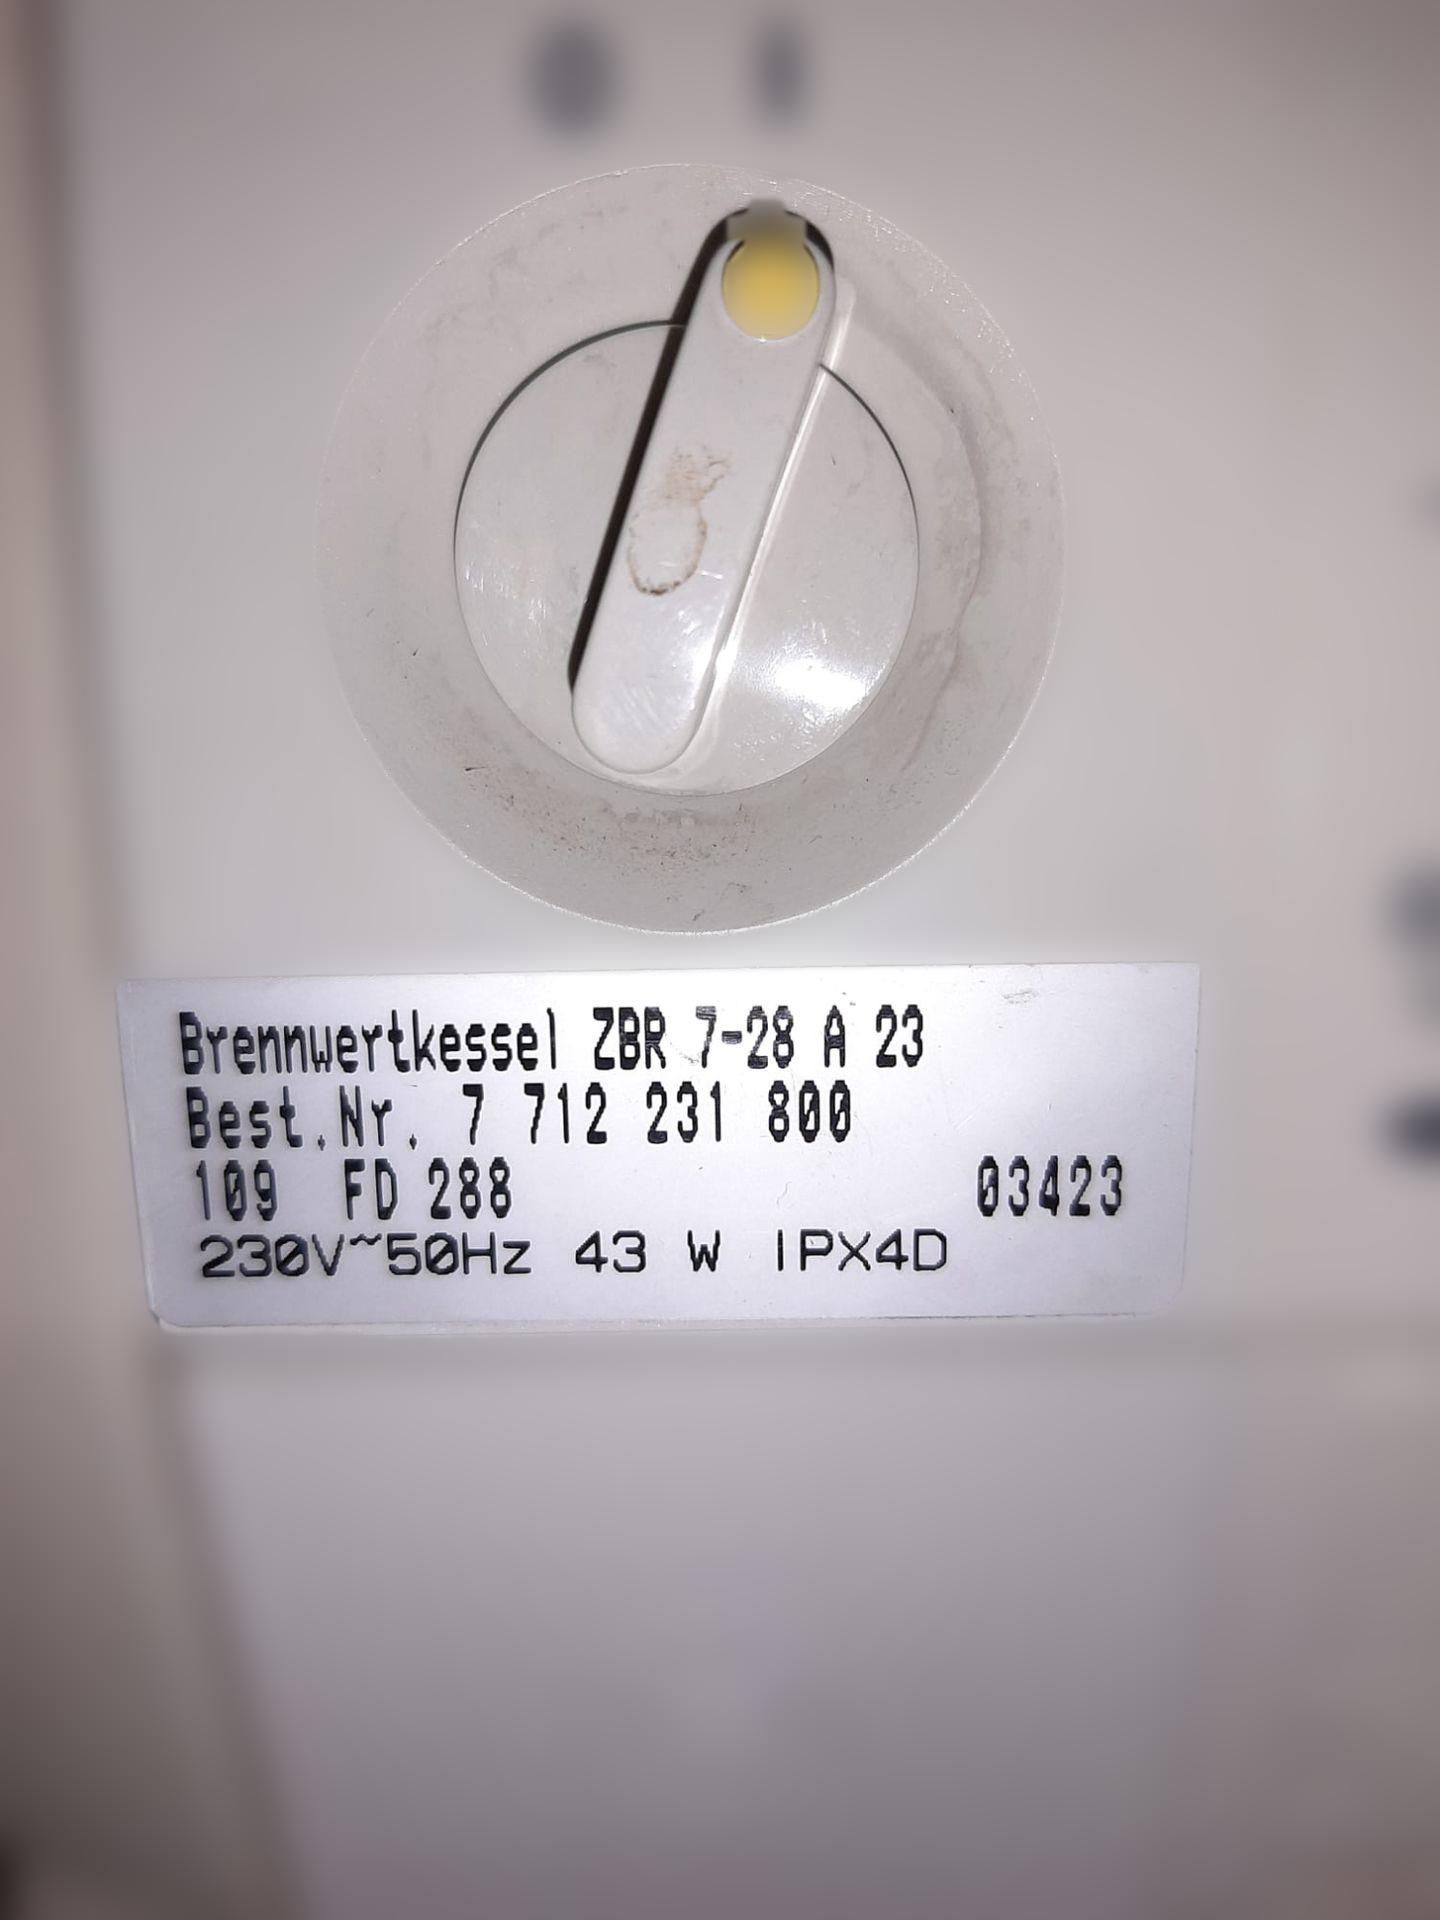 Brennwertkessel ZBR 7-28 A 23
Best.Nr. 7 712 231 800
109 FD 288 03423
230V~50Hz 43 W IPX4D